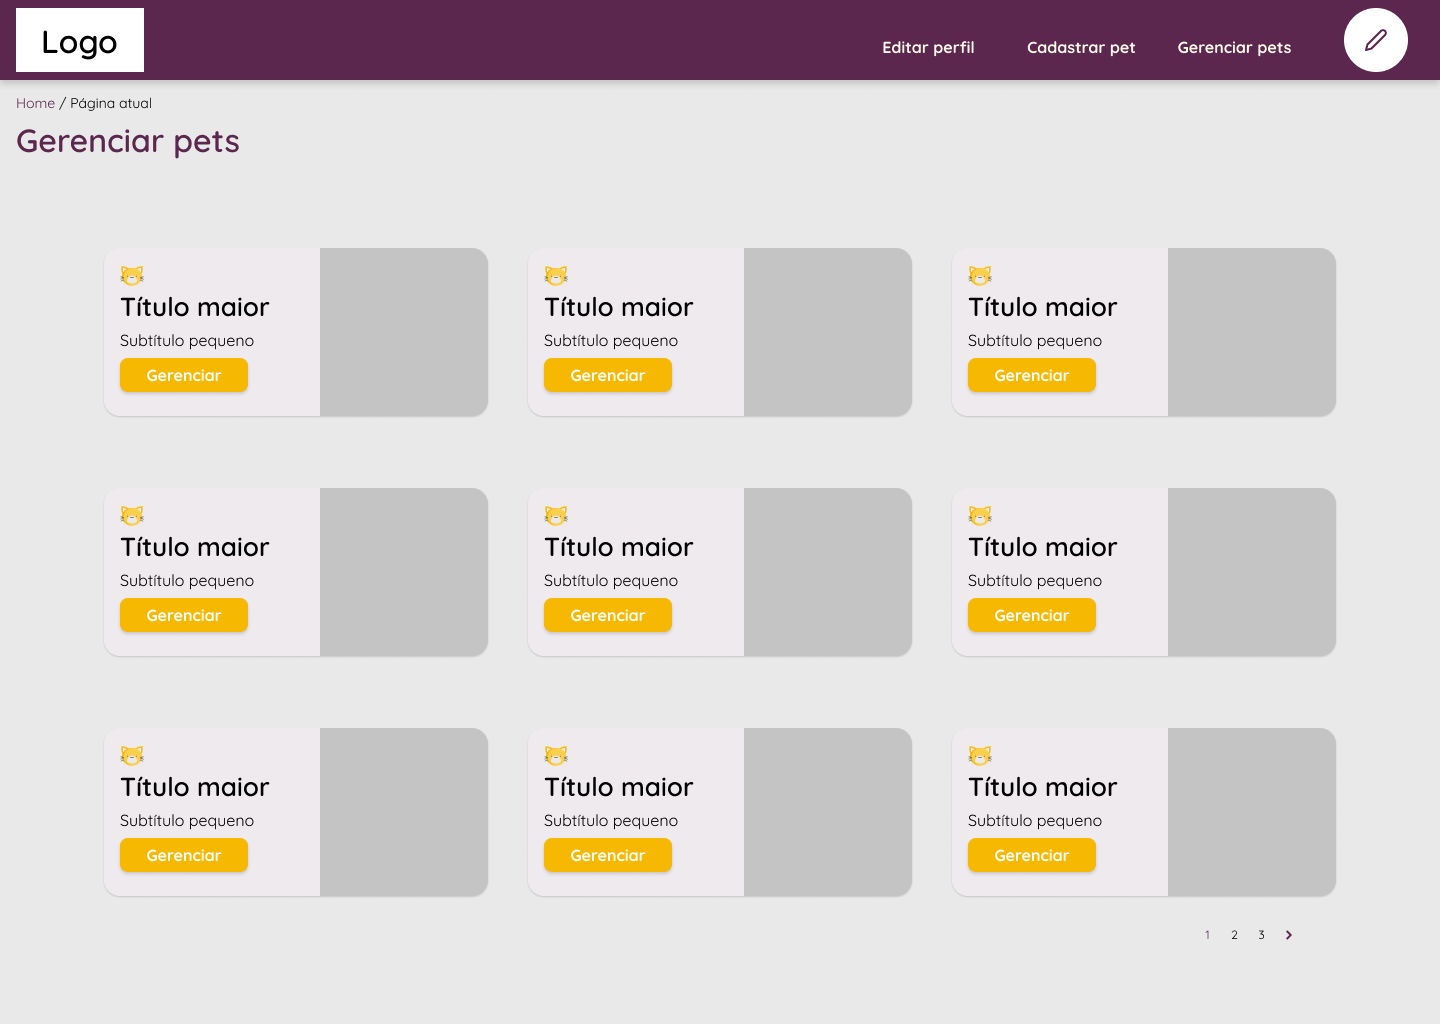 Logo
Editar perfil Cadastrar pet Gerenciar pets
Home / Página atual
Gerenciar pets
Título maior
Subtítulo pequeno
Gerenciar
Título maior
Subtítulo pequeno
Gerenciar
Título maior
Subtítulo pequeno
Gerenciar
Título maior
Subtítulo pequeno
Gerenciar
Título maior
Subtítulo pequeno
Gerenciar
Título maior
Subtítulo pequeno
Gerenciar
Título maior
Subtítulo pequeno
Gerenciar
Título maior
Subtítulo pequeno
Gerenciar
Título maior
Subtítulo pequeno
Gerenciar
1 2 3